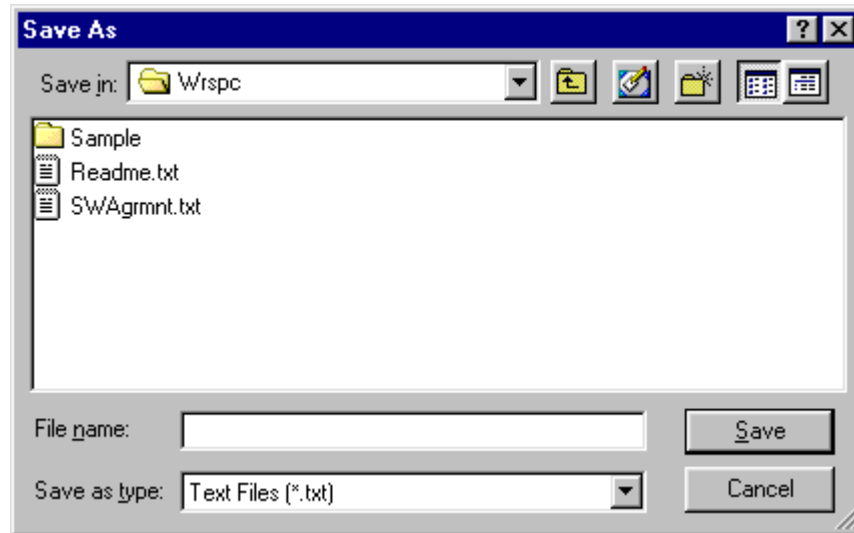 Save As
Save in: Wrspc
Sample
Readme.txt
SWAgrmnt.txt
File name: Save
Save as type: Text Files (*.txt) Cancel